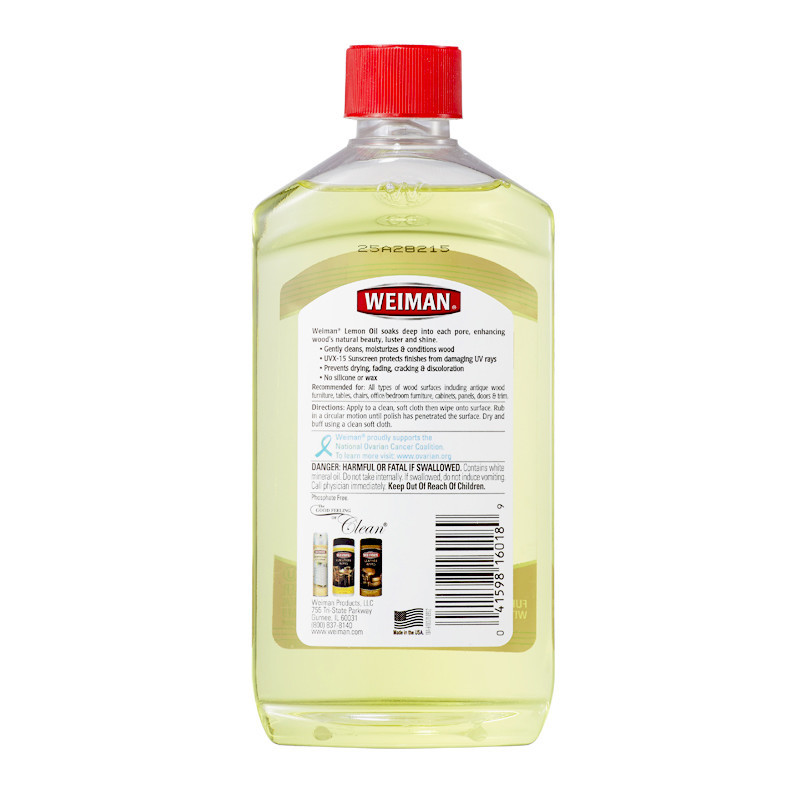 25A28215
WEIMAN®
Weiman® Lemon Oil soaks deep into each pore, enhancing
wood's natural beauty, luster and shine.
• Gently cleans, moisturizes & conditions wood
• UVX-15 Sunscreen protects finishes from damaging UV rays
• Prevents drying, fading, cracking & discoloration
• No silicone or wax
Recommended for: All types of wood surfaces including antique wood
furniture, tables, chairs, office bedroom furniture, cabinets, panels, doors & trim.
Directions: Apply to a clean, soft cloth then wipe onto surface. Rub
in a circular motion until polish has penetrated the surface. Dry and
buff using a clean soft cloth.
Weiman® proudly supports the
National Ovarian Cancer Coalition.
To learn more visit: www.ovarian.org
DANGER: HARMFUL OR FATAL IF SWALLOWED. Contains white
mineral oil. Do not take internally. If swallowed, do not induce vomiting.
Call physician immediately. Keep Out Of Reach Of Children.
Phosphate Free
The
GOOD FEELING
of
Clean®
WEIMAN
WEIMAN
Weiman Products, LLC
755 Tri-State Parkway
Gurnee, IL 60031
(800) 837-8140
www.weiman.com
Made in the USA.
0 41598 16018 9